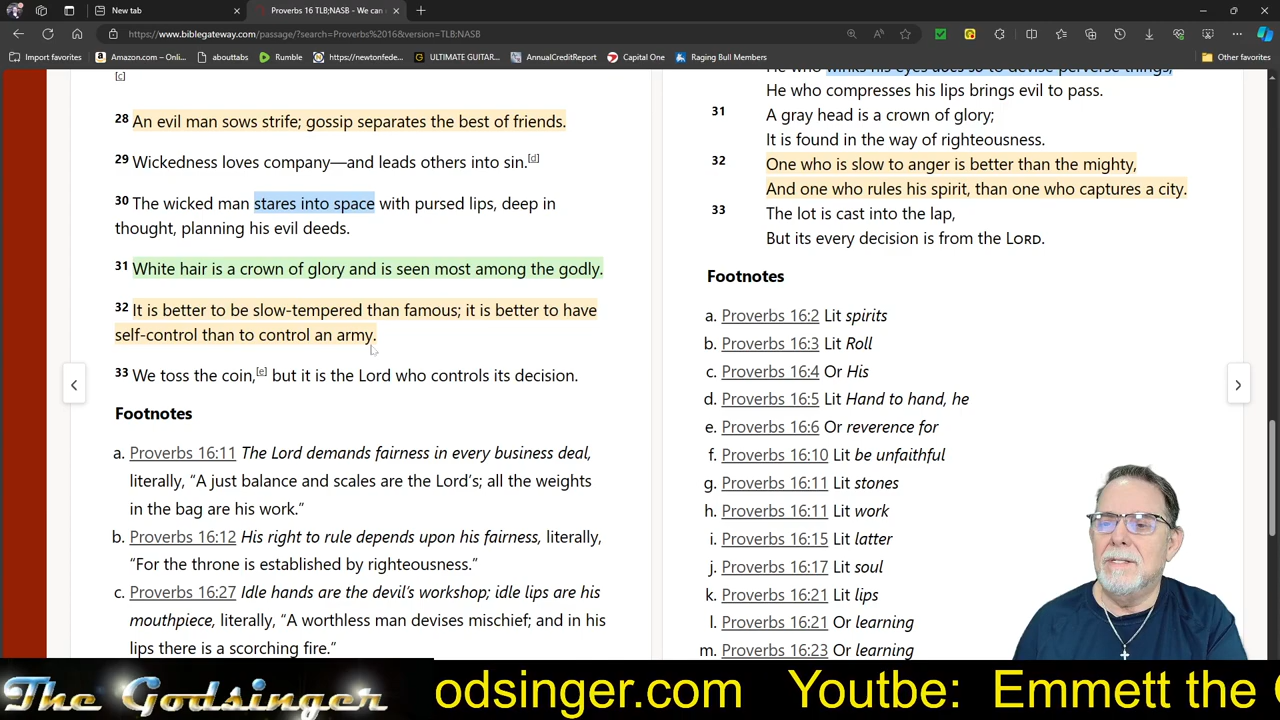 New tab
Proverbs 16 TLB;NASB - We can
https://www.biblegateway.com/passage/?search=Proverbs%2016&version=TLB;NASB
Import favorites
Amazon.com – Onli...
abouttabs
Rumble
https://newtonfede...
ULTIMATE GUITAR...
AnnualCreditReport
Capital One
Raging Bull Members
Other favorites
[c]
28 An evil man sows strife; gossip separates the best of friends.
29 Wickedness loves company—and leads others into sin.[d]
30 The wicked man stares into space with pursed lips, deep in
thought, planning his evil deeds.
31 White hair is a crown of glory and is seen most among the godly.
32 It is better to be slow-tempered than famous; it is better to have
self-control than to control an army.
33 We toss the coin,[e] but it is the Lord who controls its decision.
Footnotes
a. Proverbs 16:11 The Lord demands fairness in every business deal,
literally, “A just balance and scales are the Lord’s; all the weights
in the bag are his work.”
b. Proverbs 16:12 His right to rule depends upon his fairness, literally,
“For the throne is established by righteousness.”
c. Proverbs 16:27 Idle hands are the devil’s workshop; idle lips are his
mouthpiece, literally, “A worthless man devises mischief; and in his
lips there is a scorching fire.”
He who winks his eyes does so to devise perverse things,
He who compresses his lips brings evil to pass.
31 A gray head is a crown of glory;
It is found in the way of righteousness.
32 One who is slow to anger is better than the mighty,
And one who rules his spirit, than one who captures a city.
33 The lot is cast into the lap,
But its every decision is from the LORD.
Footnotes
a. Proverbs 16:2 Lit spirits
b. Proverbs 16:3 Lit Roll
c. Proverbs 16:4 Or His
d. Proverbs 16:5 Lit Hand to hand, he
e. Proverbs 16:6 Or reverence for
f. Proverbs 16:10 Lit be unfaithful
g. Proverbs 16:11 Lit stones
h. Proverbs 16:11 Lit work
i. Proverbs 16:15 Lit latter
j. Proverbs 16:17 Lit soul
k. Proverbs 16:21 Lit lips
l. Proverbs 16:21 Or learning
m. Proverbs 16:23 Or learning
The Godsinger
odsinger.com Youtbe: Emmett the